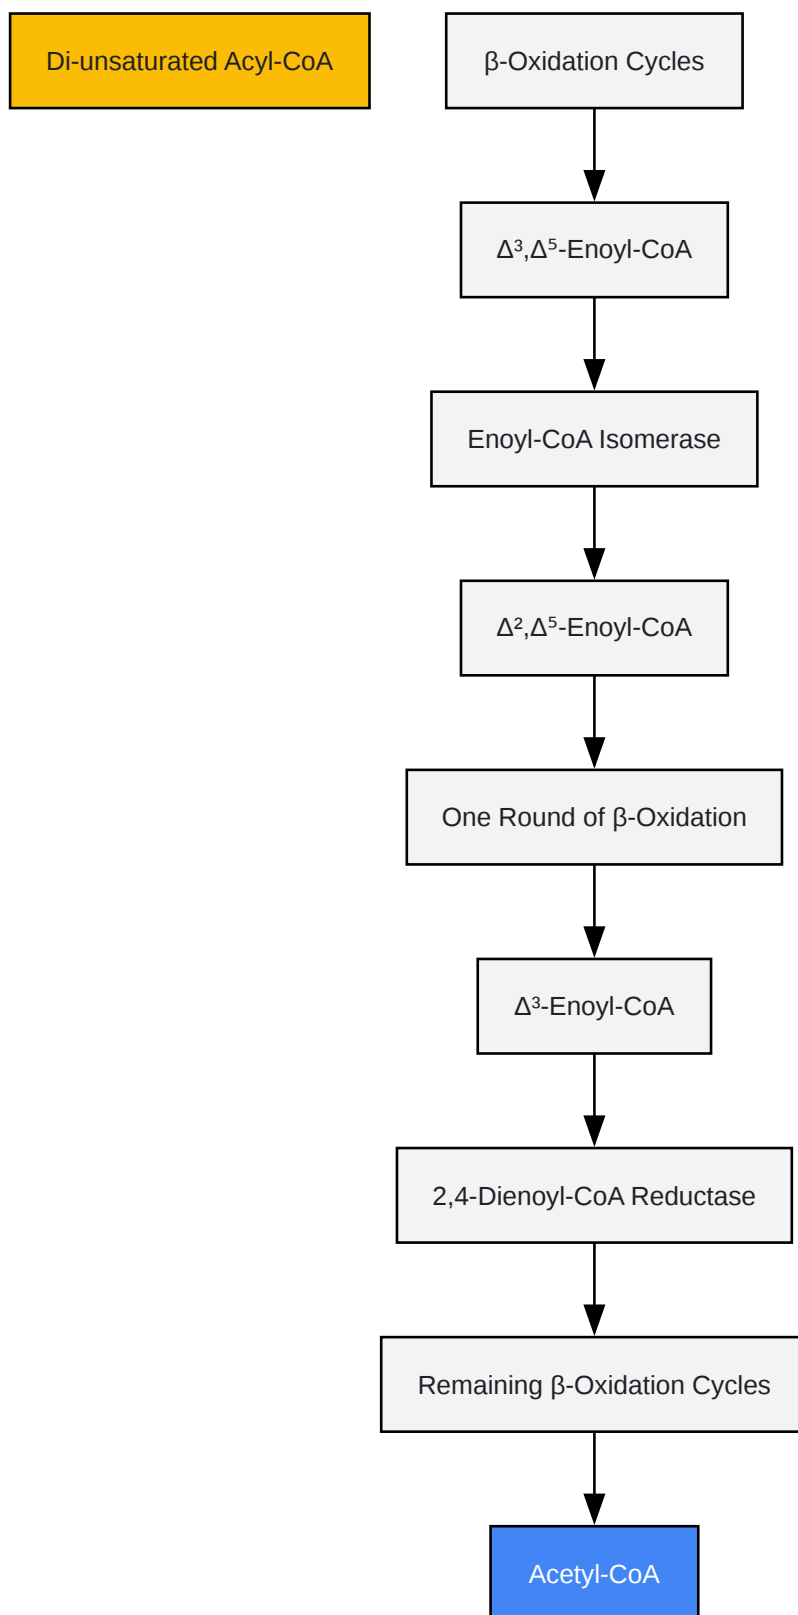 Di-unsaturated Acyl-CoA
β-Oxidation Cycles
Δ³,Δ⁵-Enoyl-CoA
Enoyl-CoA Isomerase
Δ²,Δ⁵-Enoyl-CoA
One Round of β-Oxidation
Δ³-Enoyl-CoA
2,4-Dienoyl-CoA Reductase
Remaining β-Oxidation Cycles
Acetyl-CoA